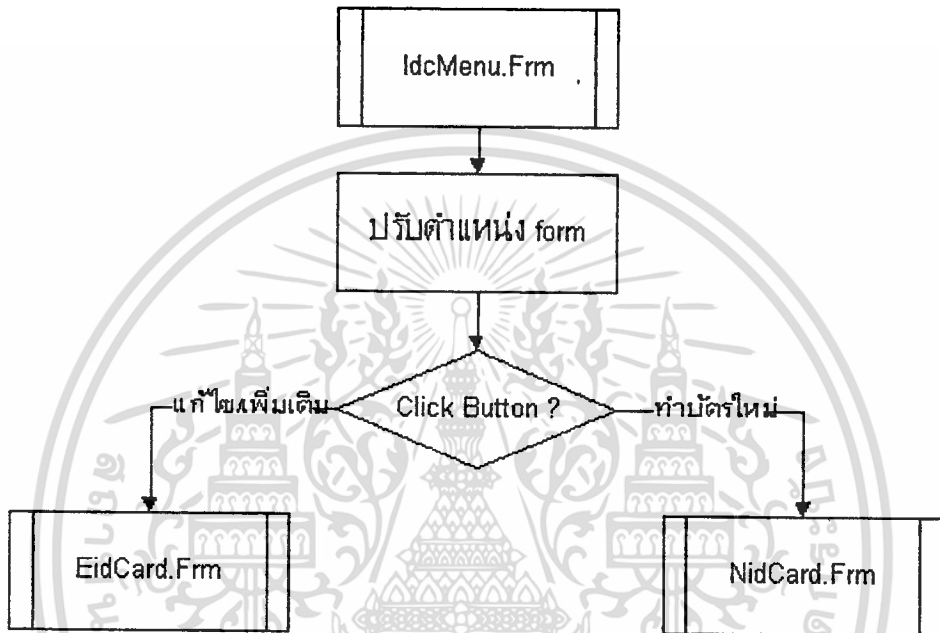 IdcMenu.Frm
ปรับตำแหน่ง form
Click Button ?
แก้ไข,เพิ่มเติม
ทำบัตรใหม่
EidCard.Frm
NidCard.Frm